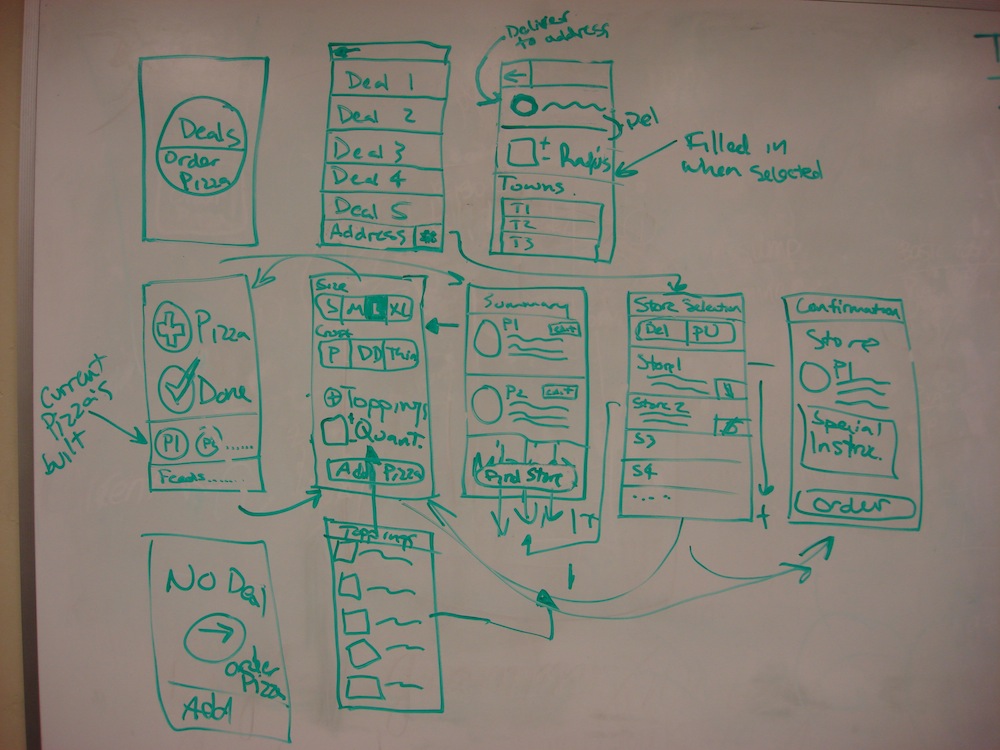 Deals
Order
Pizza
Deal 1
Deal 2
Deal 3
Deal 4
Deal 5
Address
Deliver
to address
Del
+
- Radius
Towns
T1
T2
T3
Filled in
when selected
Pizza
Done
P1
P2 ......
Current
Pizza's
built
Size
S M L XL
Crust
P DD Thin
+ Toppings
+
- Quant.
Add Pizza
Summary
P1
Edit
P2
Edit
Find Store
Store Selection
Del PU
Store 1
Store 2
S3
S4
....
Confirmation
Store
P1
Special
Instruc.
Order
No Deal
Order
Pizza
Add
Toppings